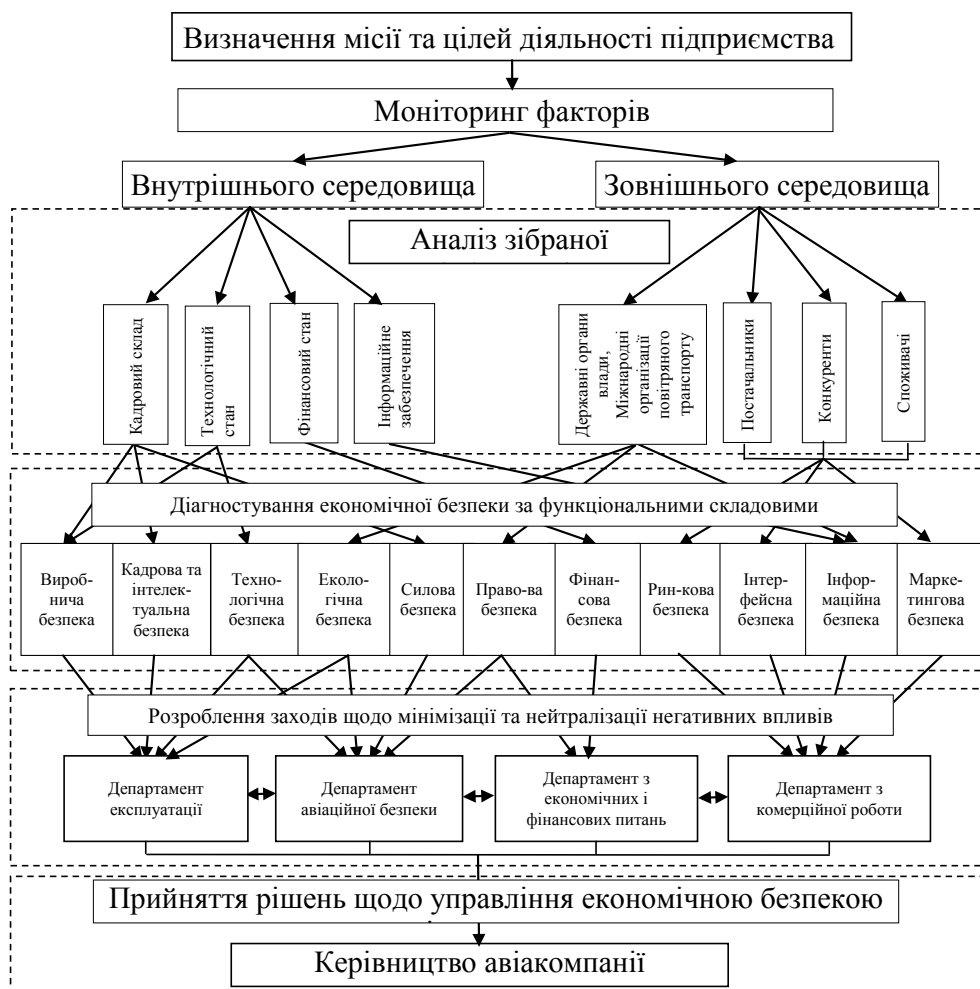 Визначення місії та цілей діяльності підприємства
Моніторинг факторів
Внутрішнього середовища
Зовнішнього середовища
Аналіз зібраної
Кадровий склад
Технологічний
стан
Фінансовий стан
Інформаційне
забезпечення
Державні органи
влади,
Міжнародні
організації
повітряного
транспорту
Постачальники
Конкуренти
Споживачі
Діагностування економічної безпеки за функціональними складовими
Вироб-
нича
безпека
Кадрова та
інтелек-
туальна
безпека
Техно-
логічна
безпека
Еколо-
гічна
безпека
Силова
безпека
Право-ва
безпека
Фінан-
сова
безпека
Рин-кова
безпека
Інтер-
фейсна
безпека
Інфор-
маційна
безпека
Марке-
тингова
безпека
Розроблення заходів щодо мінімізації та нейтралізації негативних впливів
Департамент
експлуатації
Департамент
авіаційної безпеки
Департамент з
економічних і
фінансових питань
Департамент з
комерційної роботи
Прийняття рішень щодо управління економічною безпекою
Керівництво авіакомпанії